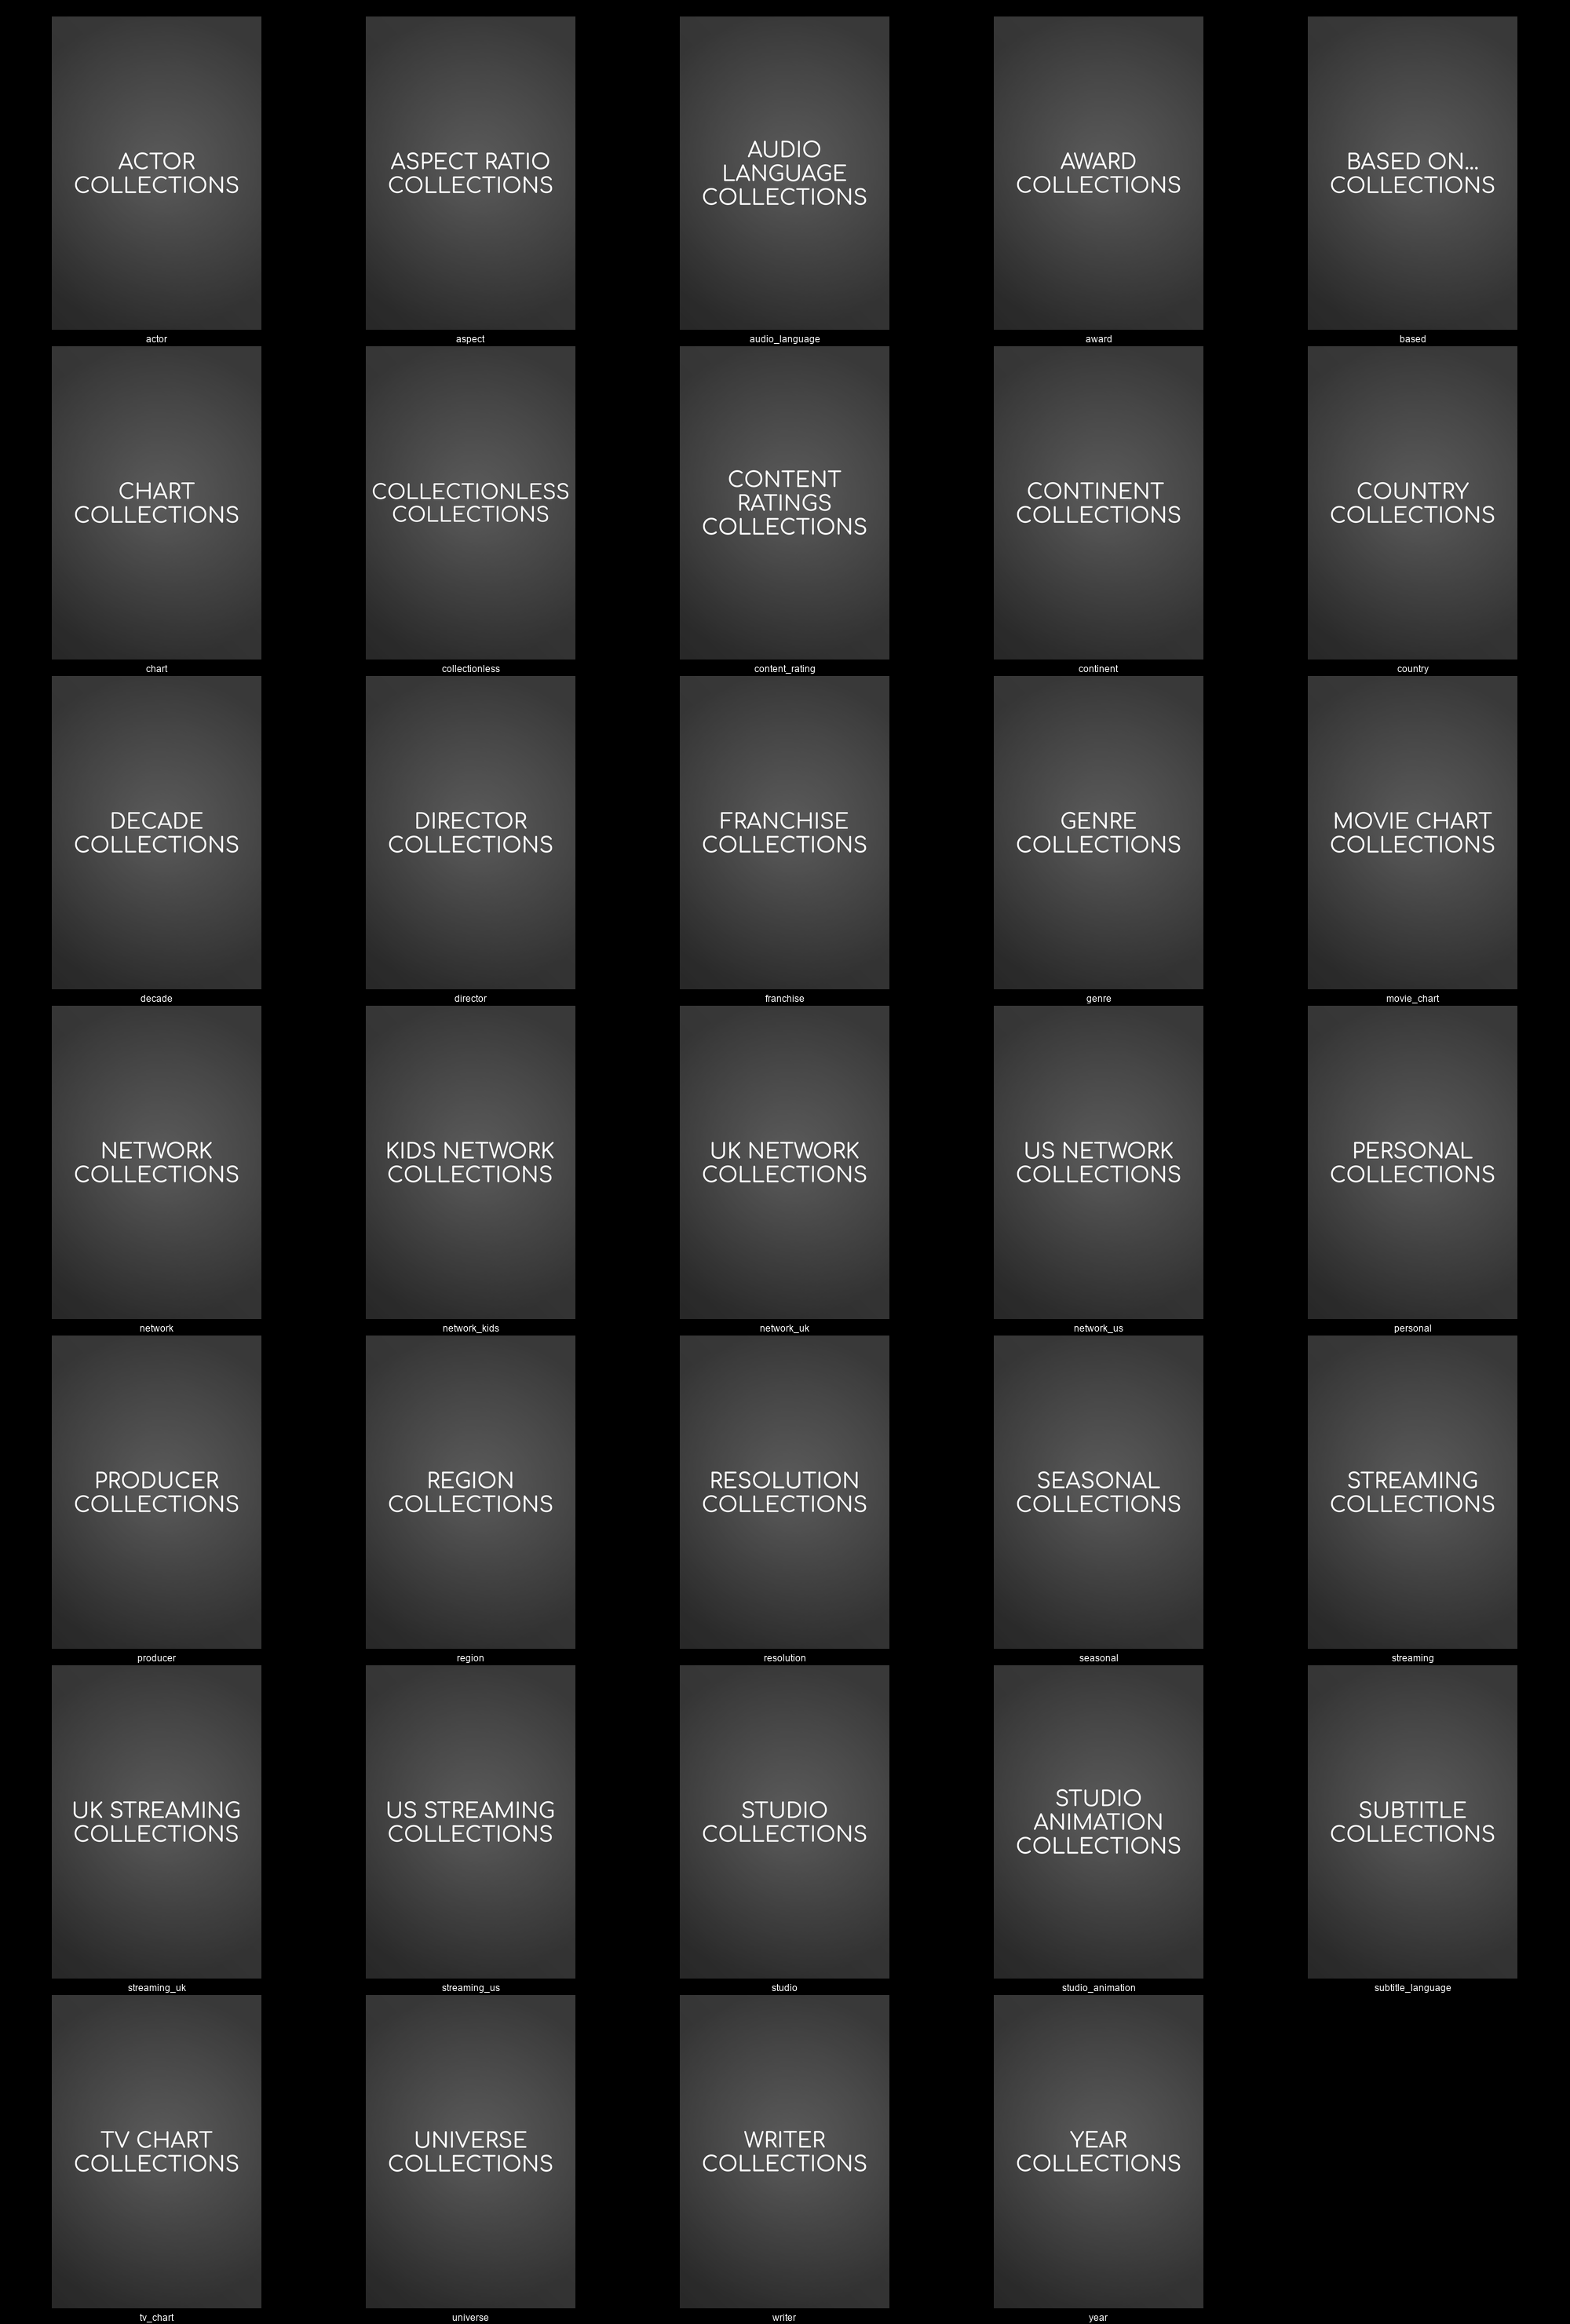 ACTOR
COLLECTIONS
actor
ASPECT RATIO
COLLECTIONS
aspect
AUDIO
LANGUAGE
COLLECTIONS
audio_language
AWARD
COLLECTIONS
award
BASED ON...
COLLECTIONS
based
CHART
COLLECTIONS
chart
COLLECTIONLESS
COLLECTIONS
collectionless
CONTENT
RATINGS
COLLECTIONS
content_rating
CONTINENT
COLLECTIONS
continent
COUNTRY
COLLECTIONS
country
DECADE
COLLECTIONS
decade
DIRECTOR
COLLECTIONS
director
FRANCHISE
COLLECTIONS
franchise
GENRE
COLLECTIONS
genre
MOVIE CHART
COLLECTIONS
movie_chart
NETWORK
COLLECTIONS
network
KIDS NETWORK
COLLECTIONS
network_kids
UK NETWORK
COLLECTIONS
network_uk
US NETWORK
COLLECTIONS
network_us
PERSONAL
COLLECTIONS
personal
PRODUCER
COLLECTIONS
producer
REGION
COLLECTIONS
region
RESOLUTION
COLLECTIONS
resolution
SEASONAL
COLLECTIONS
seasonal
STREAMING
COLLECTIONS
streaming
UK STREAMING
COLLECTIONS
streaming_uk
US STREAMING
COLLECTIONS
streaming_us
STUDIO
COLLECTIONS
studio
STUDIO
ANIMATION
COLLECTIONS
studio_animation
SUBTITLE
COLLECTIONS
subtitle_language
TV CHART
COLLECTIONS
tv_chart
UNIVERSE
COLLECTIONS
universe
WRITER
COLLECTIONS
writer
YEAR
COLLECTIONS
year